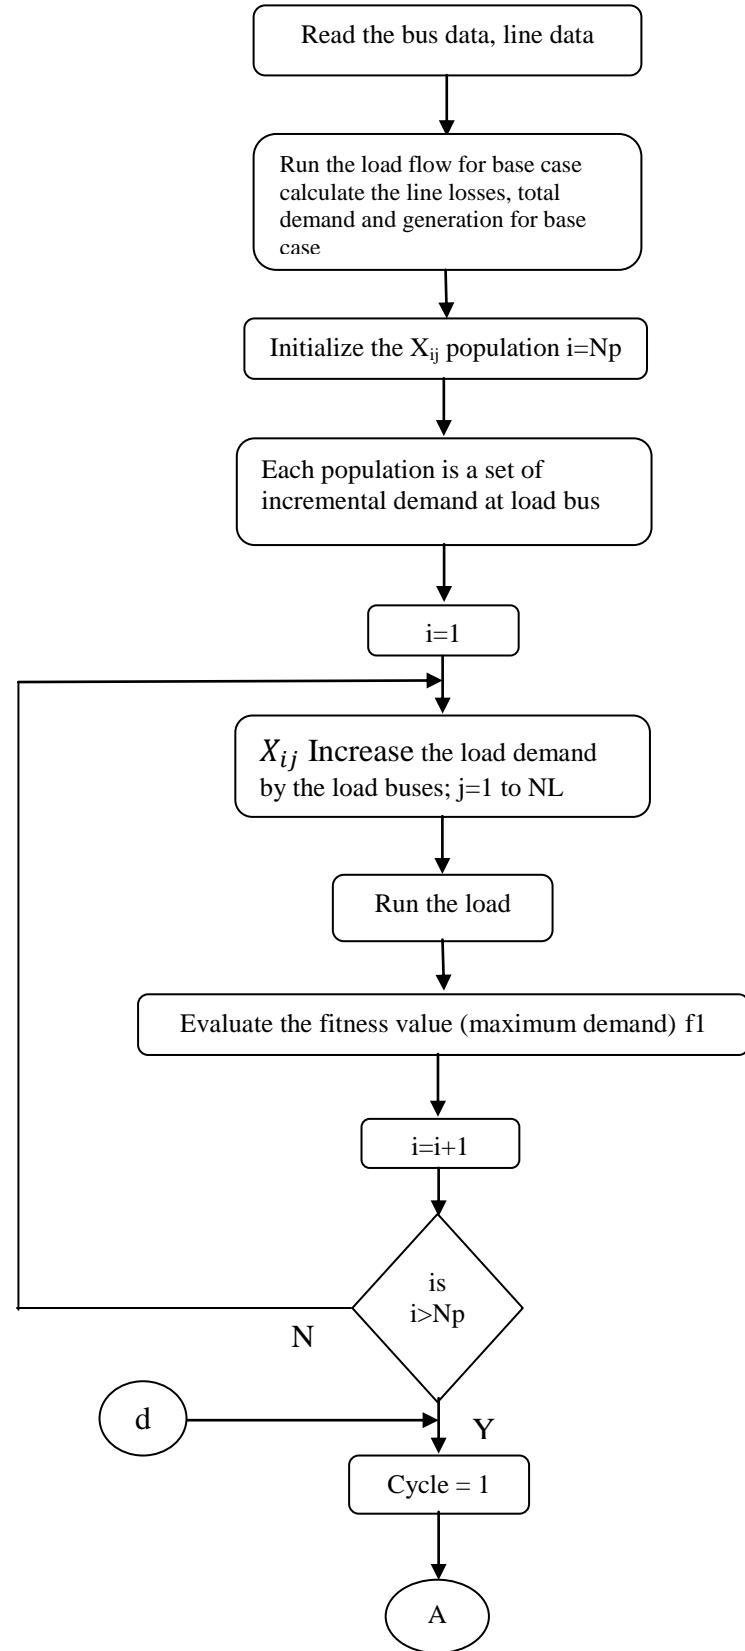 Read the bus data, line data
Run the load flow for base case
calculate the line losses, total
demand and generation for base
case
Initialize the Xij population i=Np
Each population is a set of
incremental demand at load bus
i=1
Xij Increase the load demand
by the load buses; j=1 to NL
Run the load
Evaluate the fitness value (maximum demand) f1
i=i+1
is
i>Np
N
d
Y
Cycle = 1
A